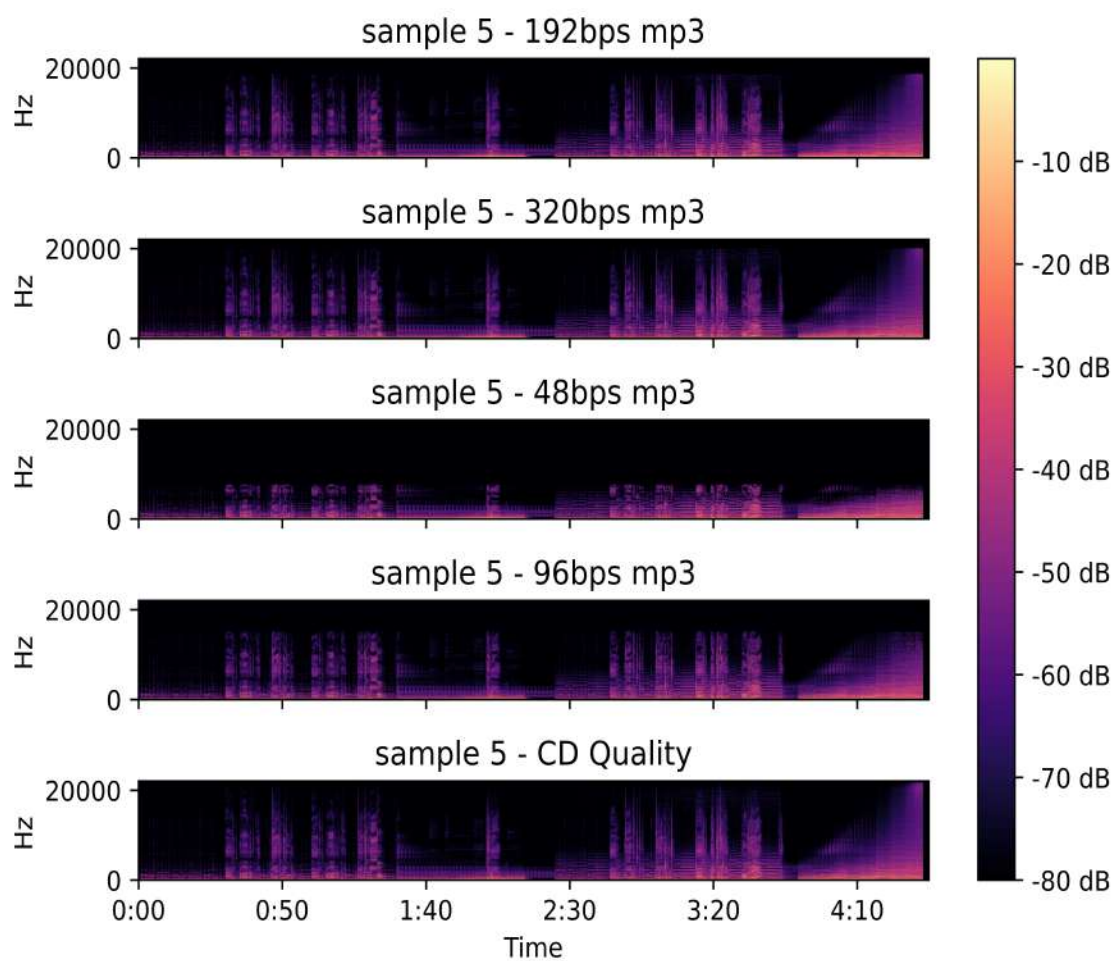 sample 5 - 192bps mp3
20000
Hz
0
sample 5 - 320bps mp3
20000
Hz
0
sample 5 - 48bps mp3
20000
Hz
0
sample 5 - 96bps mp3
20000
Hz
0
sample 5 - CD Quality
20000
Hz
0
0:00 0:50 1:40 2:30 3:20 4:10
Time
-10 dB
-20 dB
-30 dB
-40 dB
-50 dB
-60 dB
-70 dB
-80 dB